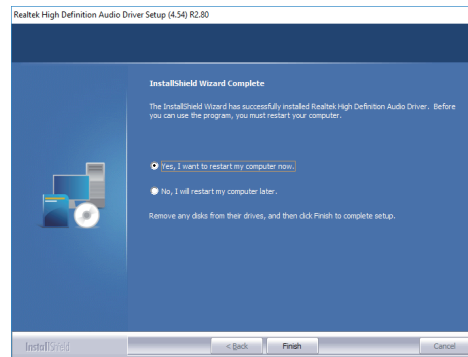 Realtek High Definition Audio Driver Setup (4.54) R2.80
InstallShield Wizard Complete
The InstallShield Wizard has successfully installed Realtek High Definition Audio Driver. Before
you can use the program, you must restart your computer.
Yes, I want to restart my computer now.
No, I will restart my computer later.
Remove any disks from their drives, and then click Finish to complete setup.
InstallShield
< Back
Finish
Cancel